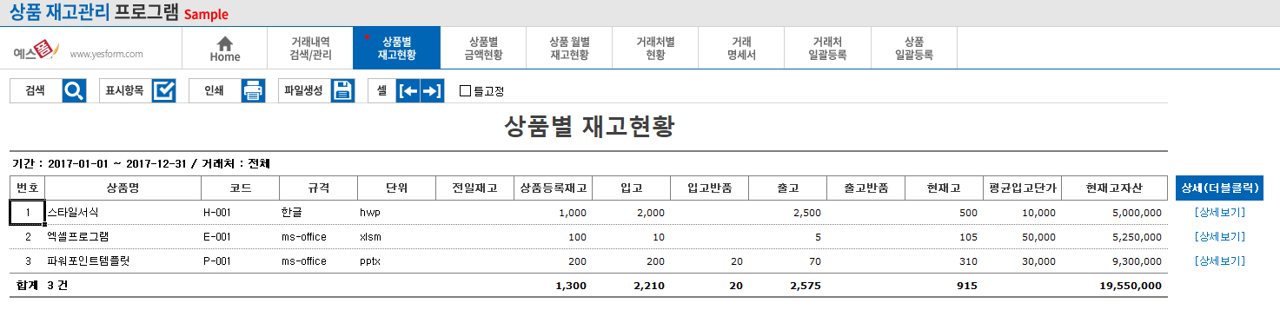 상품 재고관리 프로그램 Sample
예스폼 www.yesform.com
Home
거래내역 검색/관리
상품별 재고현황
상품별 금액현황
상품 월별 재고현황
거래처별 현황
거래 명세서
거래처 일괄등록
상품 일괄등록
검색 표시항목 인쇄 파일생성 셀 틀고정
상품별 재고현황
기간 : 2017-01-01 ~ 2017-12-31 / 거래처 : 전체
번호 상품명 코드 규격 단위 전일재고 상품등록재고 입고 입고반품 출고 출고반품 현재고 평균입고단가 현재고자산 상세(더블클릭)
1 스타일서식 H-001 한글 hwp 1,000 2,000 2,500 500 10,000 5,000,000 [상세보기]
2 엑셀프로그램 E-001 ms-office xlsm 100 10 5 105 50,000 5,250,000 [상세보기]
3 파워포인트템플릿 P-001 ms-office pptx 200 200 20 70 310 30,000 9,300,000 [상세보기]
합계 3 건 1,300 2,210 20 2,575 915 19,550,000